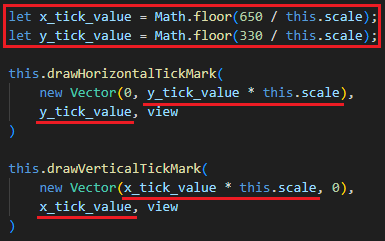 let x_tick_value = Math.floor(650 / this.scale);
let y_tick_value = Math.floor(330 / this.scale);
this.drawHorizontalTickMark(
new Vector(0, y_tick_value * this.scale),
y_tick_value, view
)
this.drawVerticalTickMark(
new Vector(x_tick_value * this.scale, 0),
x_tick_value, view
)